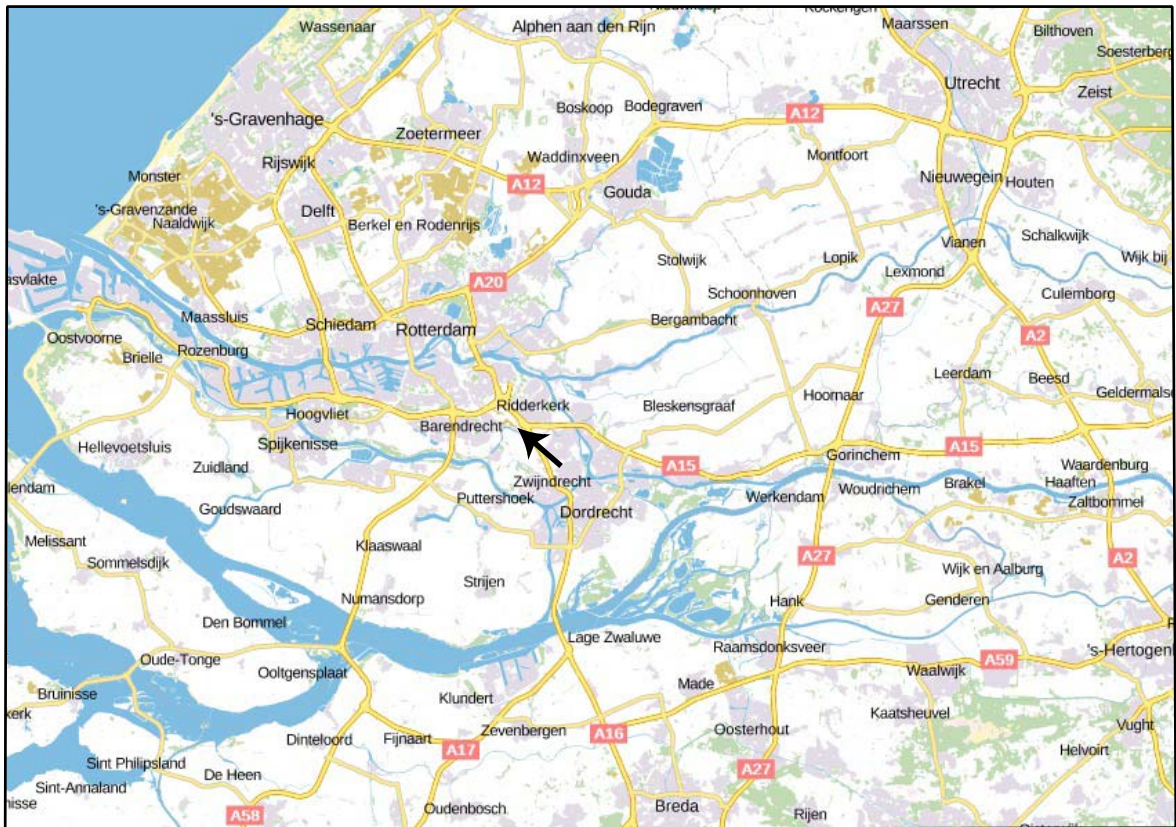 Kockengen
Wassenaar
Alphen aan den Rijn
Maarssen
Bilthoven
Soesterberg
Utrecht
Zeist
Boskoop
Bodegraven
A12
's-Gravenhage
Zoetermeer
Waddinxveen
Montfoort
Rijswijk
Monster
A12
Gouda
Nieuwegein
Houten
's-Gravenzande
Delft
Naaldwijk
Berkel en Rodenrijs
Schalkwijk
Vianen
Stolwijk
Lopik
Wijk bij
Lexmond
asvlakte
A20
Schoonhoven
Culemborg
A27
Maassluis
Schiedam
Rotterdam
Bergambacht
Oostvoorne
A2
Brielle
Rozenburg
Leerdam
Beesd
Geldermalse
Hoornaar
Ridderkerk
Bleskensgraaf
Hoogvliet
Barendrecht
Hellevoetsluis
Spijkenisse
A15
Gorinchem
Zuidland
A15
Waardenburg
Zwijndrecht
Haaften
Brakel
lendam
Puttershoek
Werkendam
Woudrichem
Zaltbommel
Goudswaard
Dordrecht
Melissant
Klaaswaal
A27
A2
Sommelsdijk
Wijk en Aalburg
Strijen
Numansdorp
Hank
Genderen
Den Bommel
Lage Zwaluwe
Raamsdonksveer
's-Hertogen
Oude-Tonge
A59
Ooltgensplaat
Waalwijk
Made
Bruinisse
Klundert
kerk
Kaatsheuvel
Vught
Zevenbergen
A16
Oosterhout
Dinteloord
Fijnaart
A17
Helvoirt
Sint Philipsland
De Heen
A27
Sint-Annaland
nisse
Oudenbosch
Breda
Rijen
A58